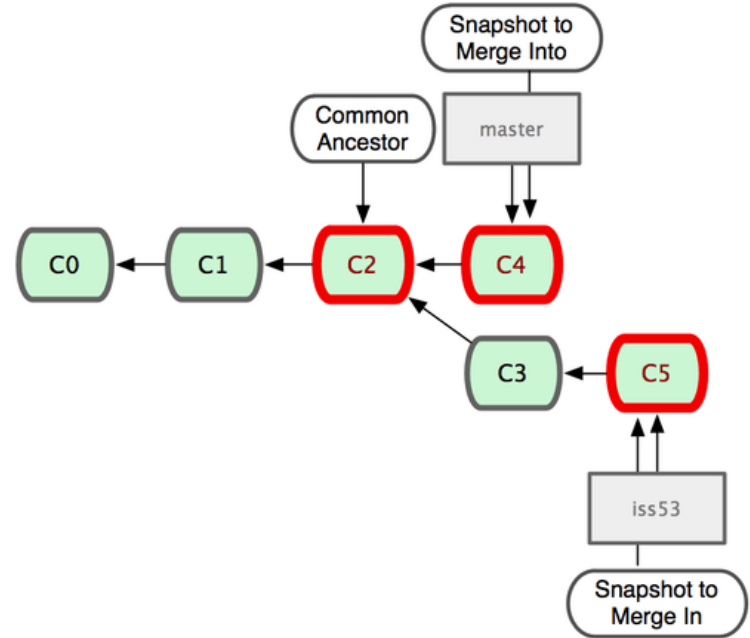 Snapshot to
Merge Into
Common
Ancestor
master
C0
C1
C2
C4
C3
C5
iss53
Snapshot to
Merge In